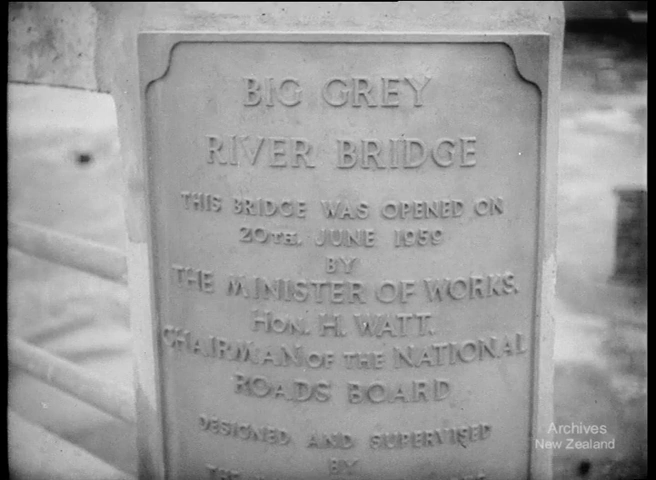 BIG GREY
RIVER BRIDGE
THIS BRIDGE WAS OPENED ON
20TH. JUNE 1959
BY
THE MINISTER OF WORKS.
HON. H. WATT.
CHAIRMAN OF THE NATIONAL
ROADS BOARD
DESIGNED AND SUPERVISED
BY
THE
Archives
New Zealand